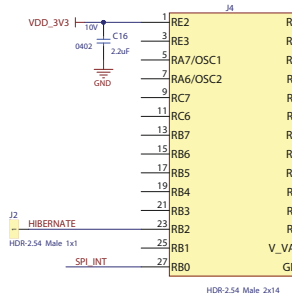 J4
VDD_3V3
10V
C16
0402
2.2uF
GND
1 RE2 R
3 RE3 R
5 RA7/OSC1 R
7 RA6/OSC2 R
9 RC7 R
11 RC6 R
13 RB7 R
15 RB6 R
17 RB5 R
19 RB4 R
21 RB3 R
J2
1
HIBERNATE
23 RB2 R
HDR-2.54 Male 1x1
25 RB1 V_VA
SPI_INT
27 RB0 G
HDR-2.54 Male 2x14